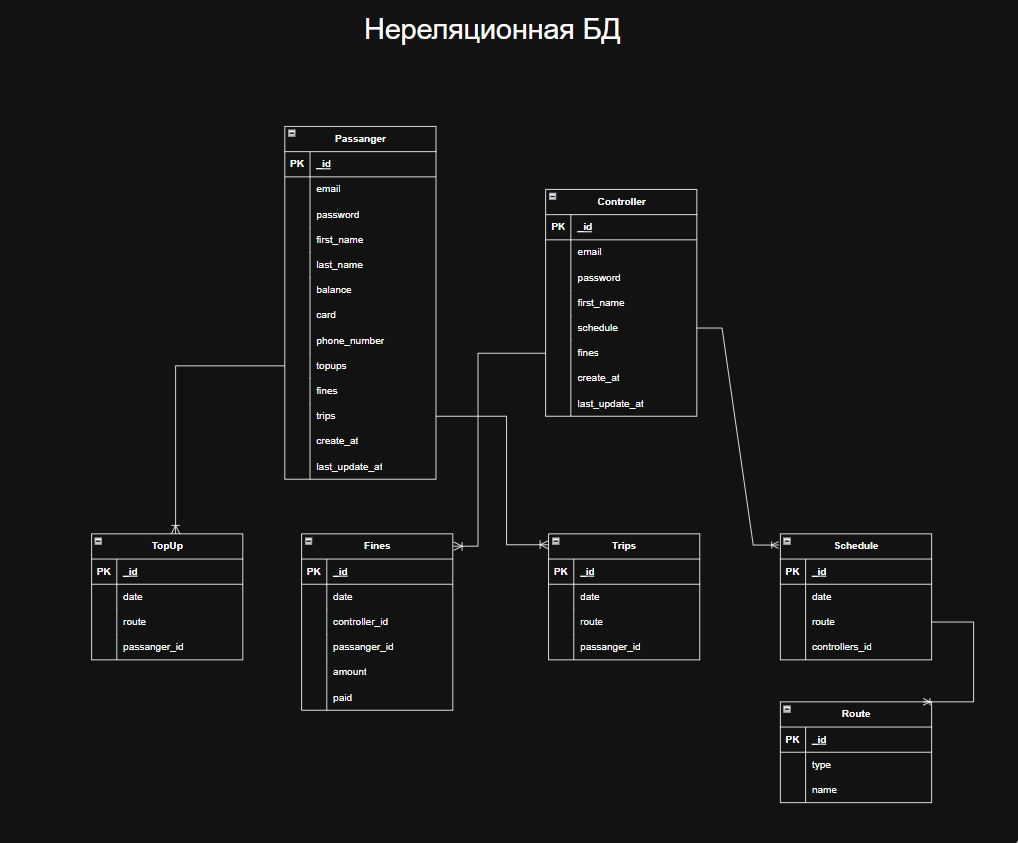 Нереляционная БД
Passanger
PK _id
email
password
first_name
last_name
balance
card
phone_number
topups
fines
trips
create_at
last_update_at
Controller
PK _id
email
password
first_name
schedule
fines
create_at
last_update_at
TopUp
PK _id
date
route
passanger_id
Fines
PK _id
date
controller_id
passanger_id
amount
paid
Trips
PK _id
date
route
passanger_id
Schedule
PK _id
date
route
controllers_id
Route
PK _id
type
name